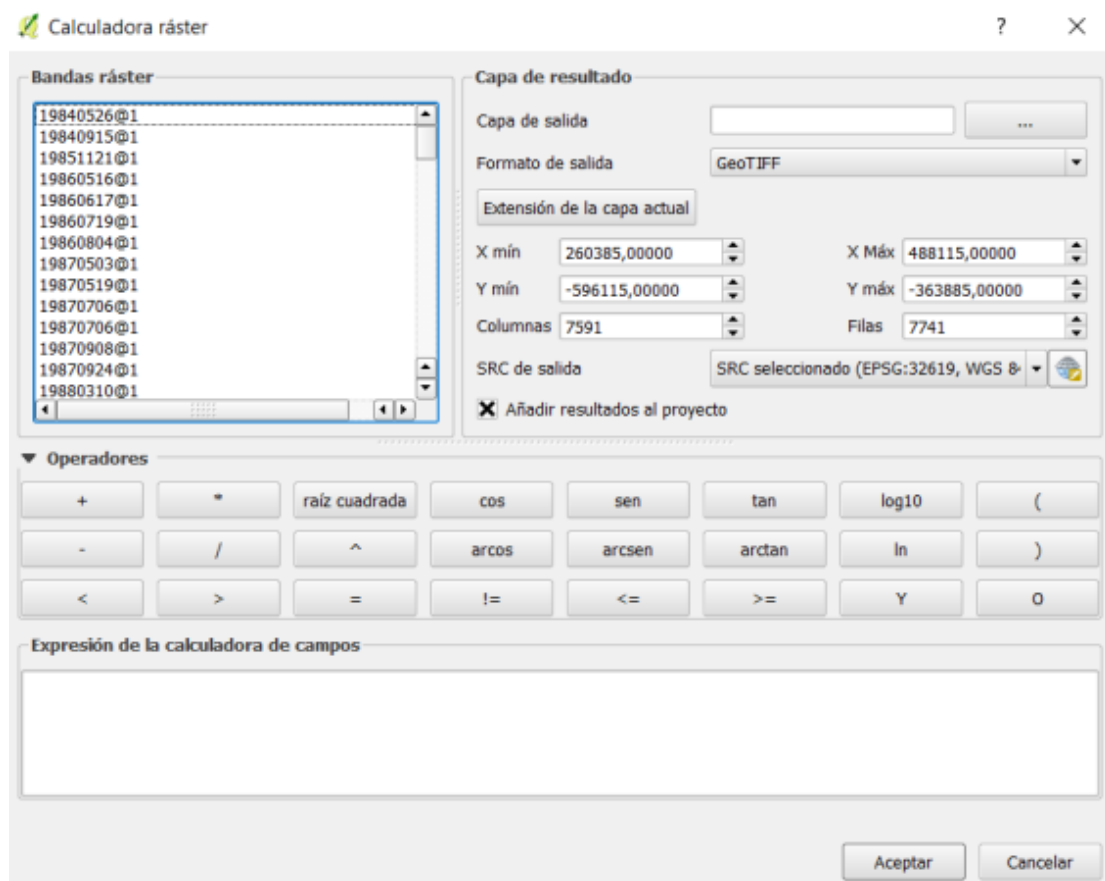 Calculadora ráster
?
Bandas ráster
19840526@1
19840915@1
19851121@1
19860516@1
19860617@1
19860719@1
19860804@1
19870503@1
19870519@1
19870706@1
19870706@1
19870908@1
19870924@1
19880310@1
Capa de resultado
Capa de salida
...
Formato de salida GeoTIFF
Extensión de la capa actual
X mín 260385,00000 X Máx 488115,00000
Y mín -596115,00000 Y máx -363885,00000
Columnas 7591 Filas 7741
SRC de salida SRC seleccionado (EPSG:32619, WGS 8
Añadir resultados al proyecto
Operadores
+ * raíz cuadrada cos sen tan log10 (
- / ^ arcos arcsen arctan ln )
< > = != <= >= Y O
Expresión de la calculadora de campos
Aceptar Cancelar